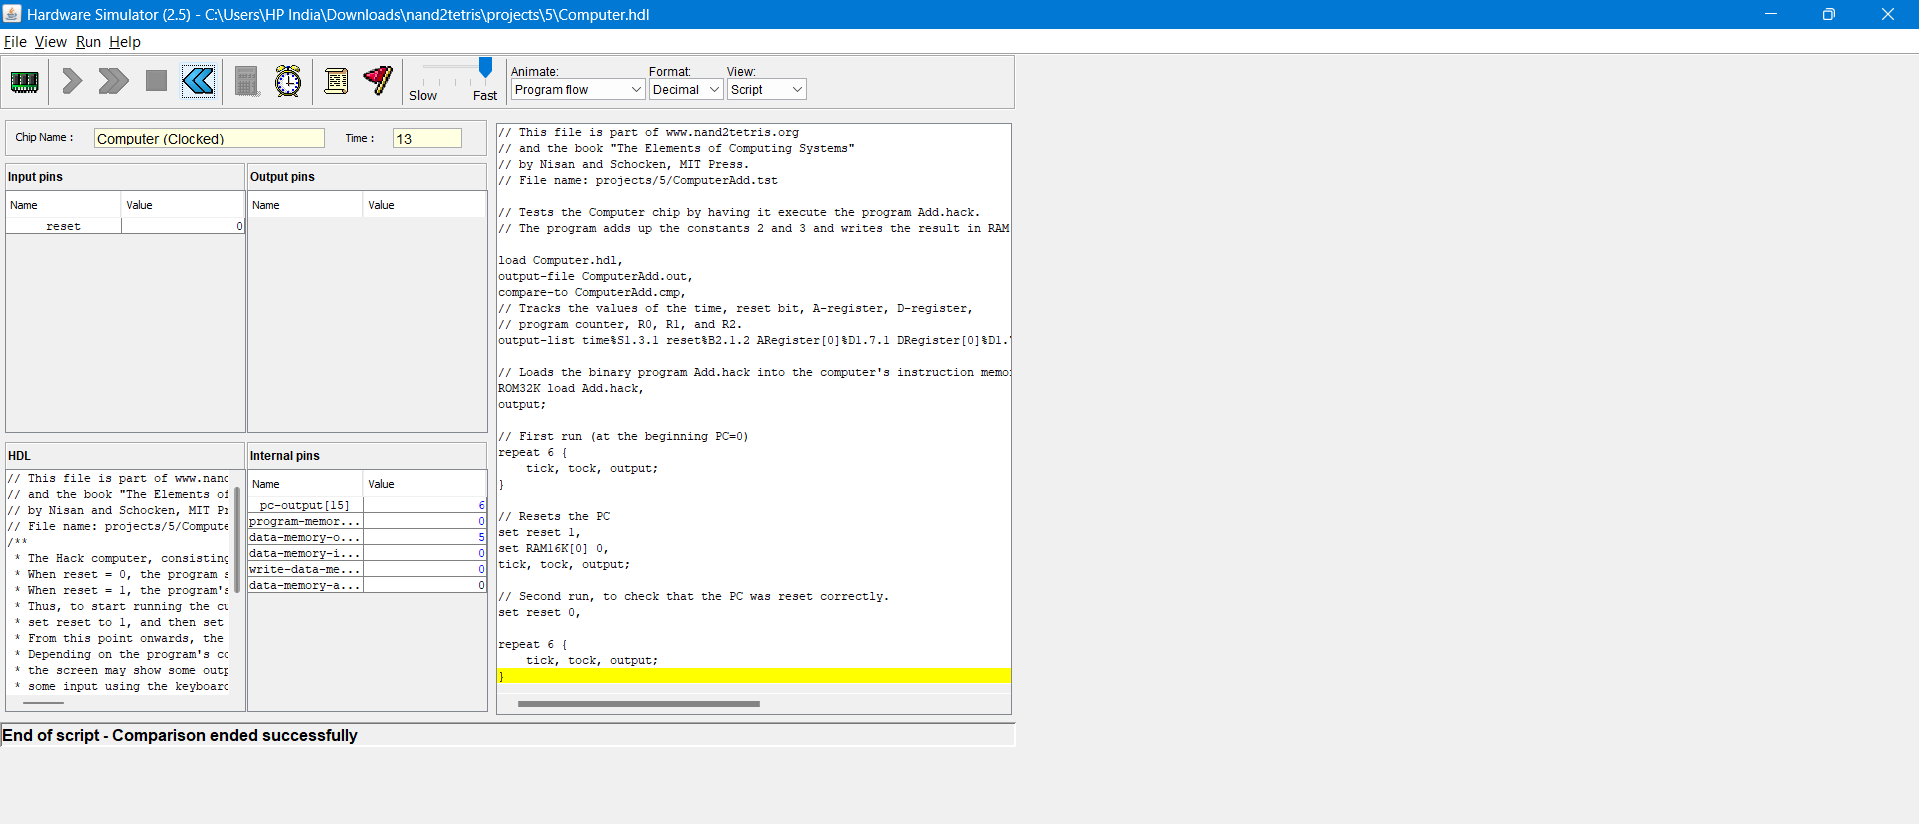 Hardware Simulator (2.5) - C:\Users\HP India\Downloads\nand2tetris\projects\5\Computer.hdl
File View Run Help
Slow Fast
Animate: Format: View:
Program flow Decimal Script
Chip Name : Computer (Clocked) Time : 13
Input pins
Name Value
reset 0
Output pins
Name Value
HDL
// This file is part of www.nand
// and the book "The Elements of
// by Nisan and Schocken, MIT Pr
// File name: projects/5/Compute
/**
* The Hack computer, consisting
* When reset = 0, the program s
* When reset = 1, the program's
* Thus, to start running the cu
* set reset to 1, and then set
* From this point onwards, the
* Depending on the program's co
* the screen may show some outp
* some input using the keyboard
Internal pins
Name Value
pc-output[15] 6
program-memor... 0
data-memory-o... 5
data-memory-i... 0
write-data-me... 0
data-memory-a... 0
// This file is part of www.nand2tetris.org
// and the book "The Elements of Computing Systems"
// by Nisan and Schocken, MIT Press.
// File name: projects/5/ComputerAdd.tst
// Tests the Computer chip by having it execute the program Add.hack.
// The program adds up the constants 2 and 3 and writes the result in RAM
load Computer.hdl,
output-file ComputerAdd.out,
compare-to ComputerAdd.cmp,
// Tracks the values of the time, reset bit, A-register, D-register,
// program counter, R0, R1, and R2.
output-list time%S1.3.1 reset%B2.1.2 ARegister[0]%D1.7.1 DRegister[0]%D1.
// Loads the binary program Add.hack into the computer's instruction memo
ROM32K load Add.hack,
output;
// First run (at the beginning PC=0)
repeat 6 {
tick, tock, output;
}
// Resets the PC
set reset 1,
set RAM16K[0] 0,
tick, tock, output;
// Second run, to check that the PC was reset correctly.
set reset 0,
repeat 6 {
tick, tock, output;
}
End of script - Comparison ended successfully